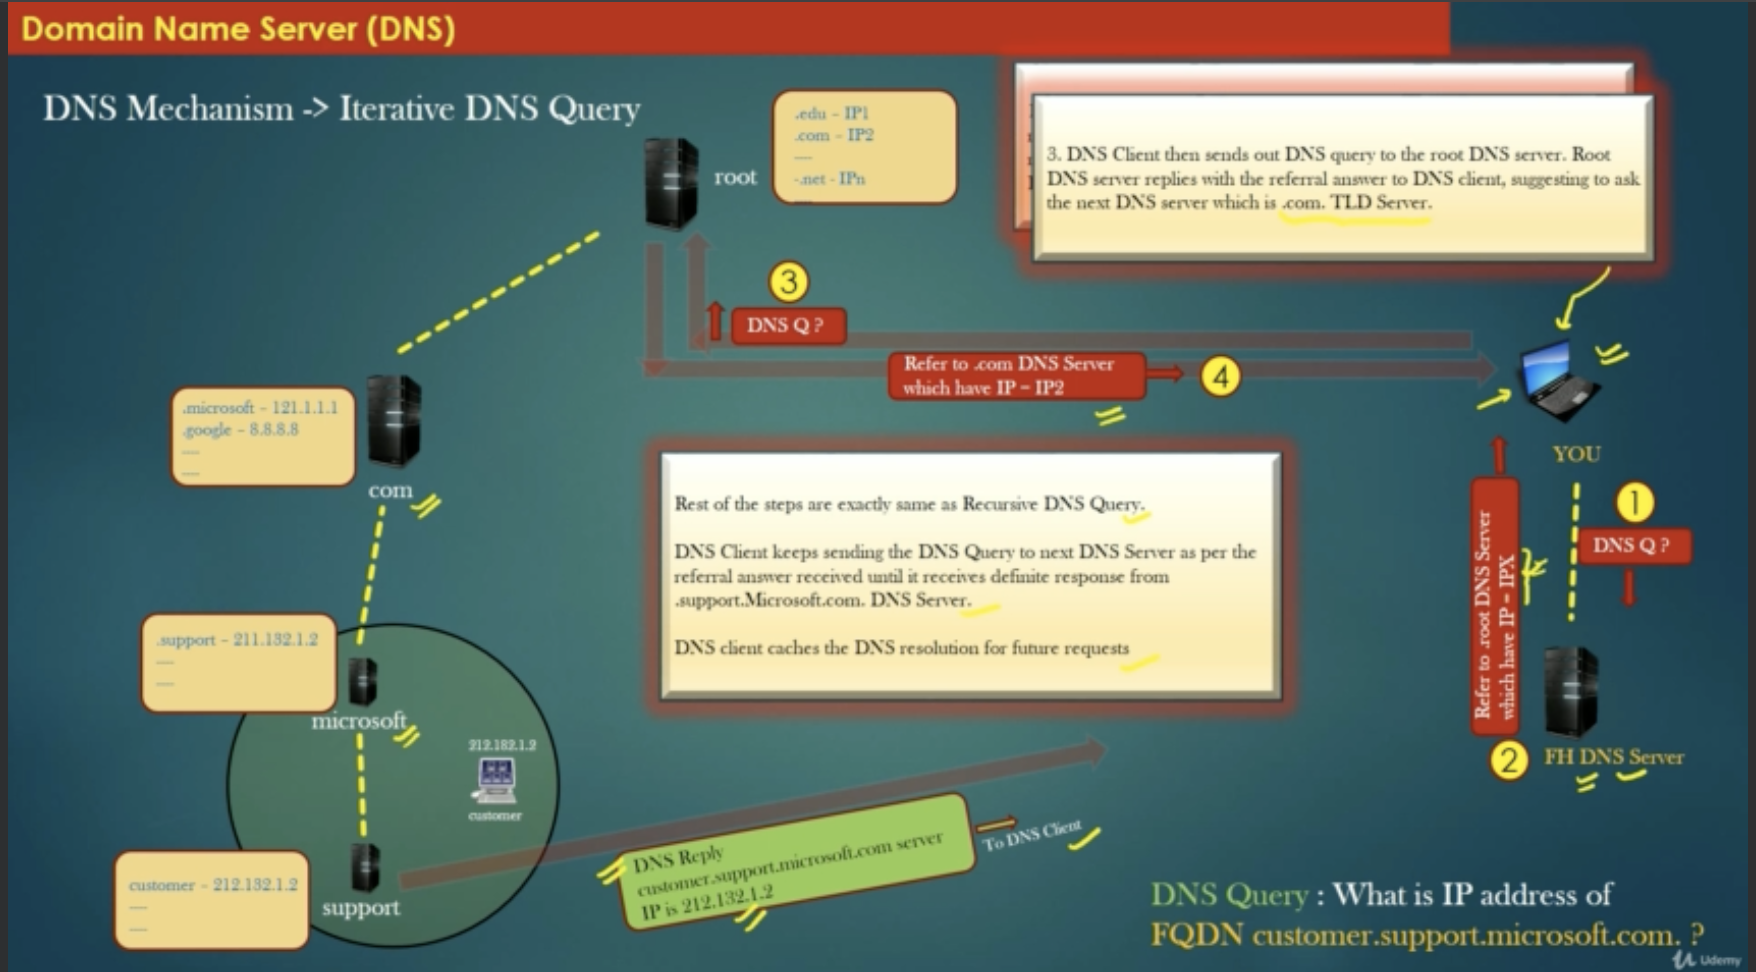 Domain Name Server (DNS)
DNS Mechanism -> Iterative DNS Query
.edu - IP1
.com - IP2
----
-.net - IPn
----
root
3. DNS Client then sends out DNS query to the root DNS server. Root
DNS server replies with the referral answer to DNS client, suggesting to ask
the next DNS server which is .com. TLD Server.
3
DNS Q ?
Refer to .com DNS Server
which have IP - IP2
4
.microsoft - 121.1.1.1
.google - 8.8.8.8
----
----
com
YOU
1
DNS Q ?
Refer to .root DNS Server
which have IP - IPX
2
FH DNS Server
Rest of the steps are exactly same as Recursive DNS Query.
DNS Client keeps sending the DNS Query to next DNS Server as per the
referral answer received until it receives definite response from
.support.Microsoft.com. DNS Server.
DNS client caches the DNS resolution for future requests
.support - 211.132.1.2
----
----
microsoft
212.132.1.2
customer
customer - 212.132.1.2
----
----
support
DNS Reply
customer.support.microsoft.com server
IP is 212.132.1.2
To DNS Client
DNS Query : What is IP address of
FQDN customer.support.microsoft.com. ?
Udemy